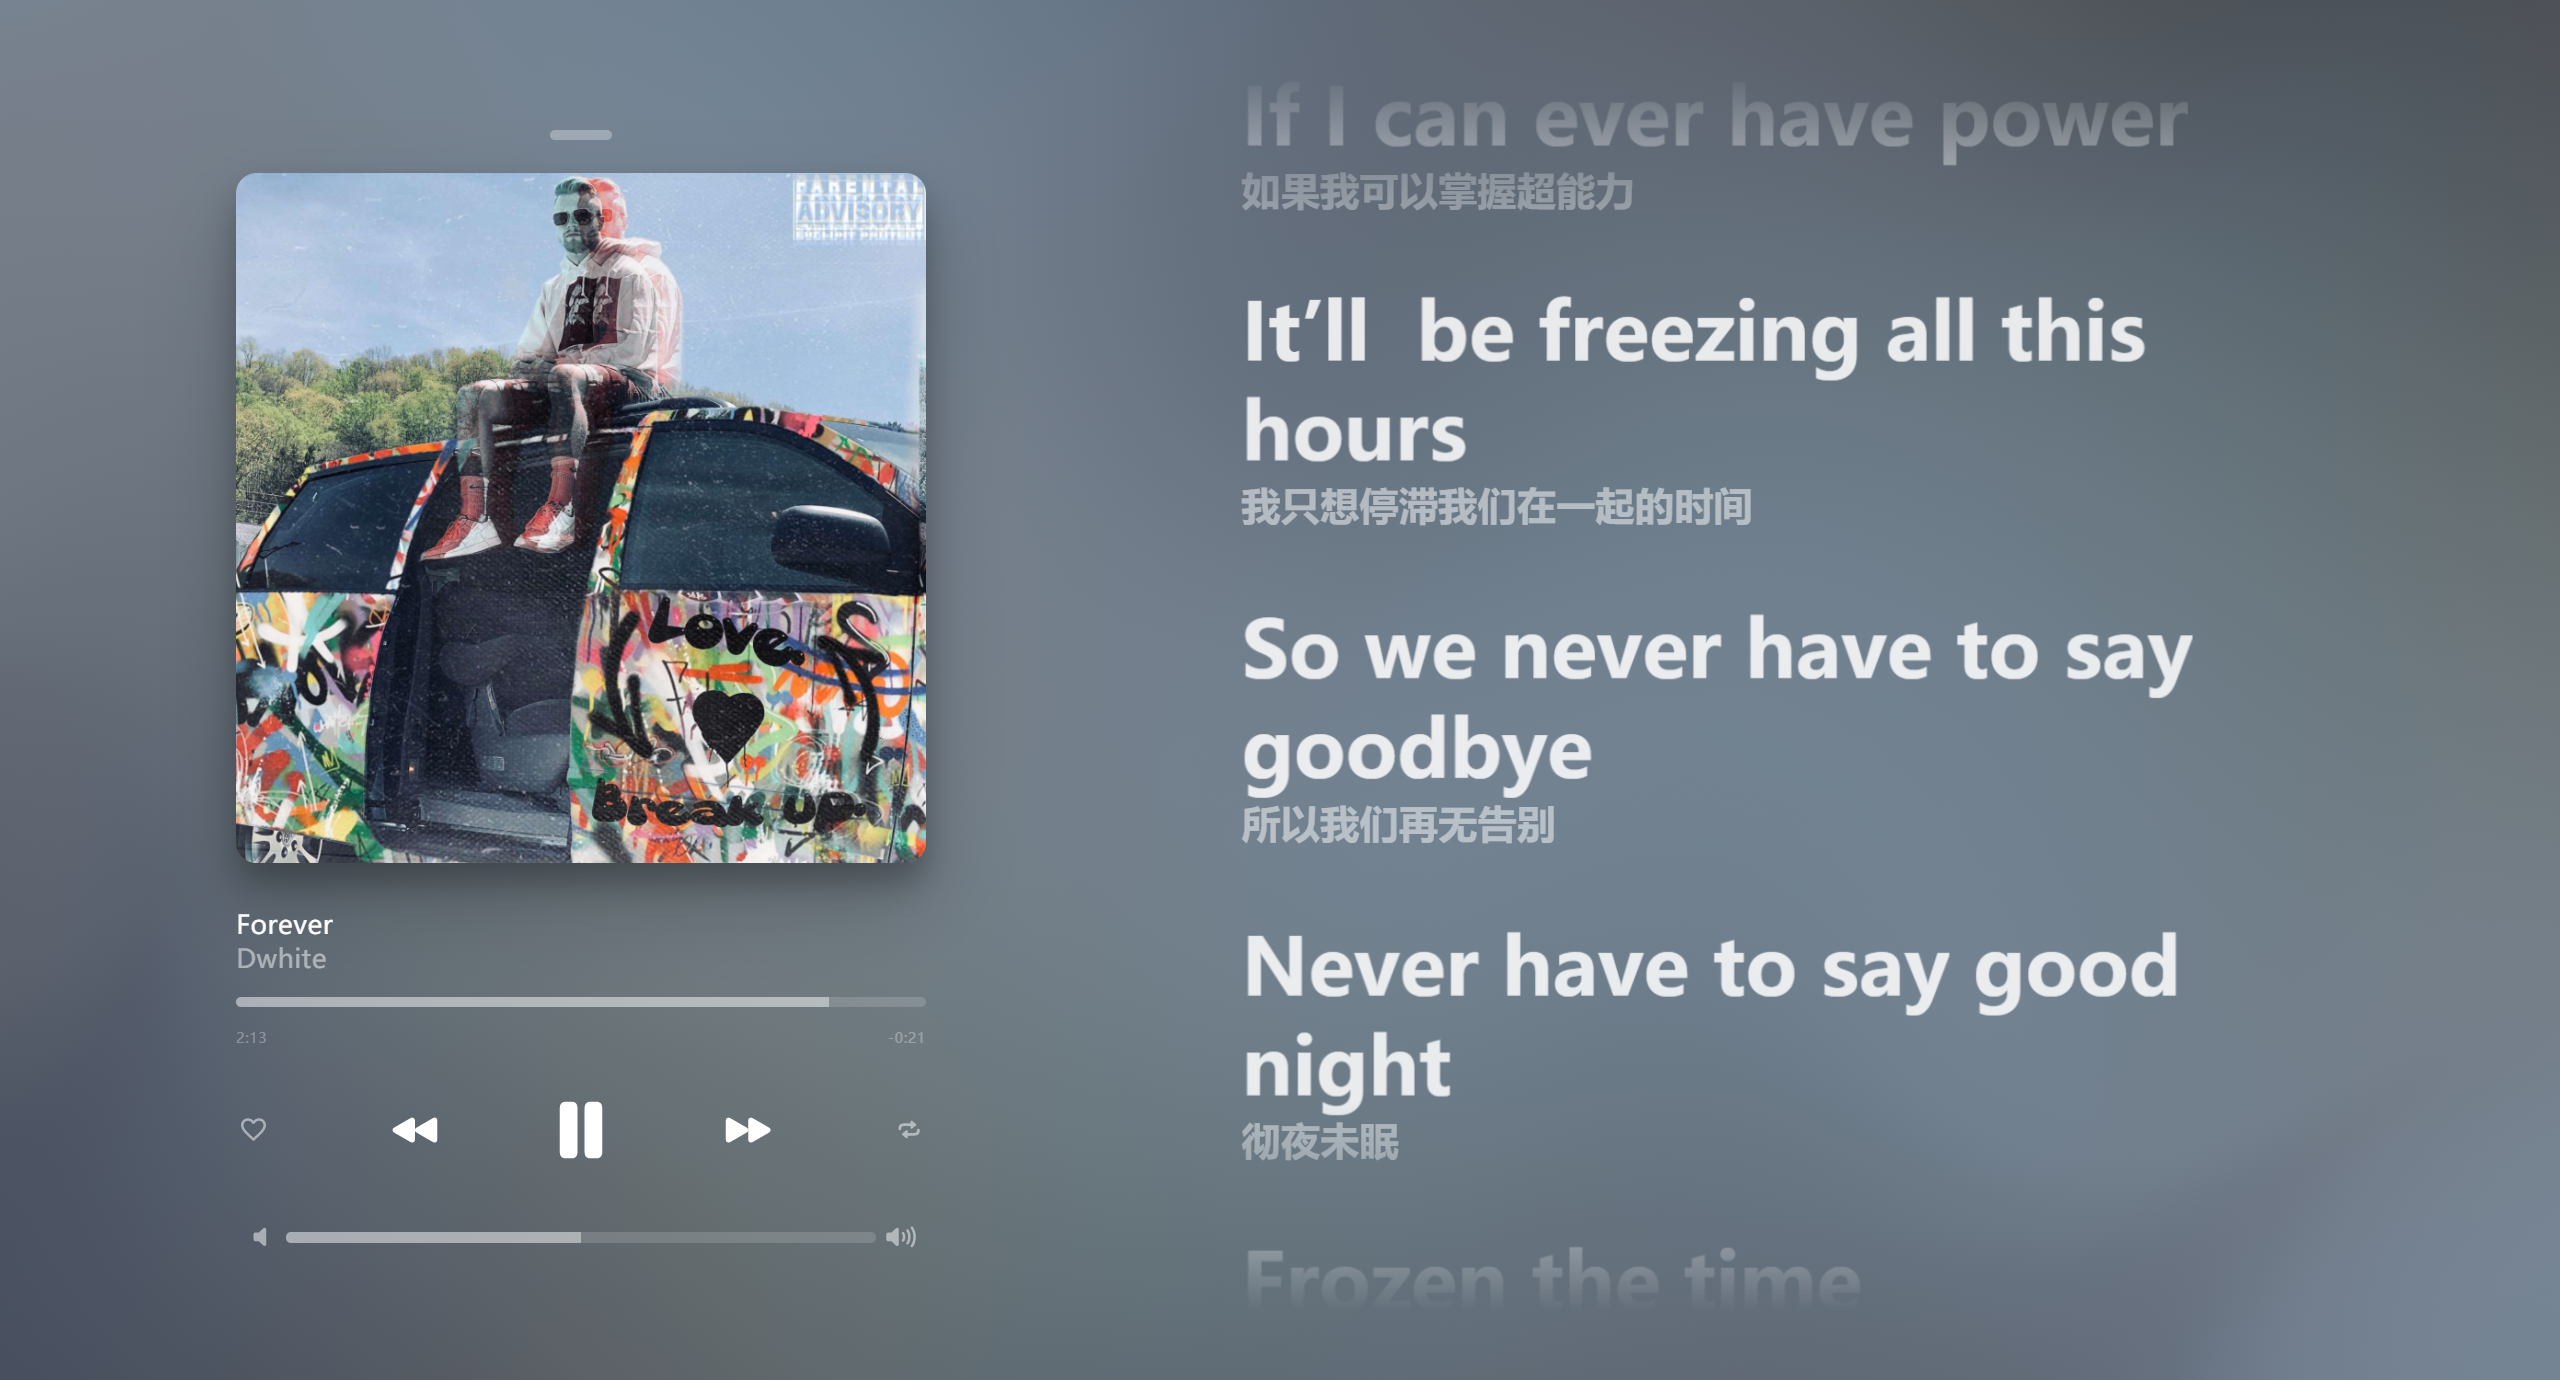 PARENTAL
ADVISORY
Love.
Break up.
Forever
Dwhite
2:13
-0:21
If I can ever have power
如果我可以掌握超能力
It’ll  be freezing all this
hours
我只想停滞我们在一起的时间
So we never have to say
goodbye
所以我们再无告别
Never have to say good
night
彻夜未眠
Frozen the time